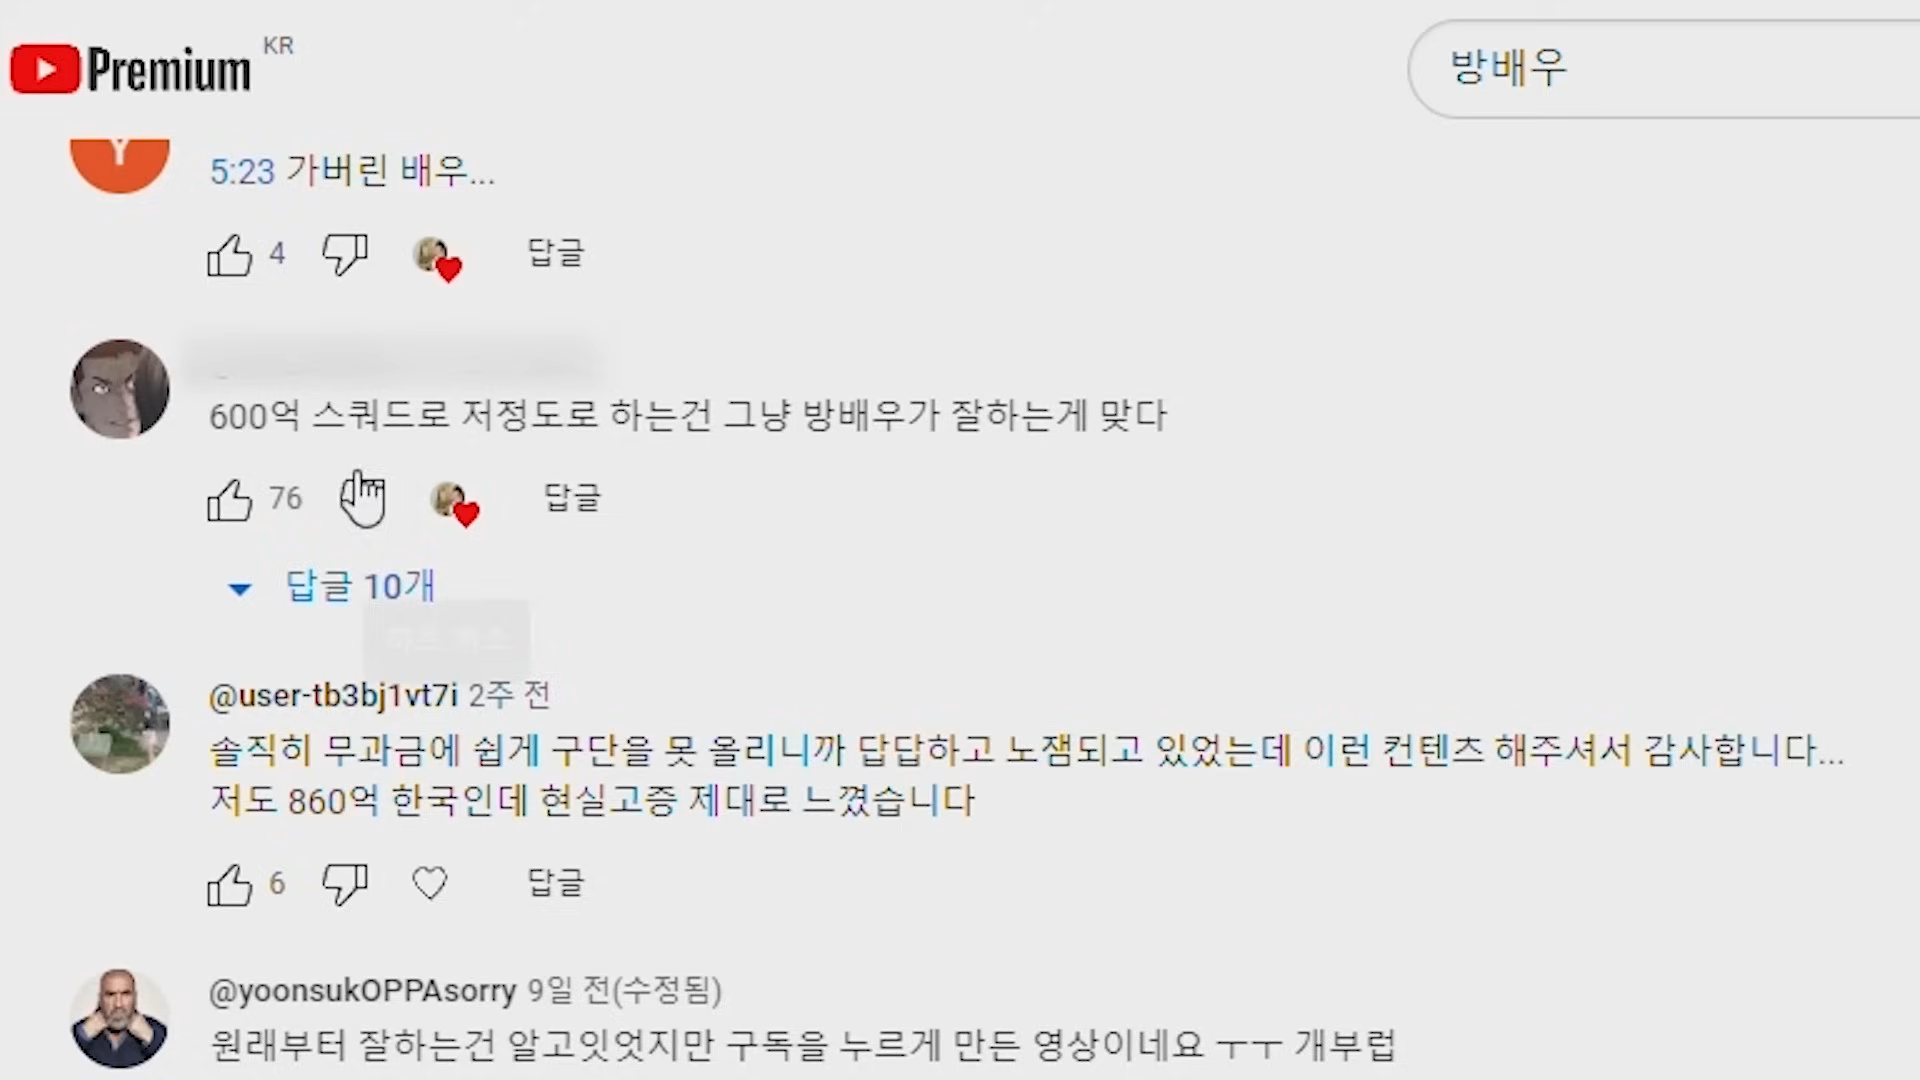 Premium KR
방배우
Y
5:23 가버린 배우...
4 답글
600억 스쿼드로 저정도로 하는건 그냥 방배우가 잘하는게 맞다
76 답글
답글 10개
@user-tb3bj1vt7i 2주 전
솔직히 무과금에 쉽게 구단을 못 올리니까 답답하고 노잼되고 있었는데 이런 컨텐츠 해주셔서 감사합니다...
저도 860억 한국인데 현실고증 제대로 느꼈습니다
6 답글
@yoonsukOPPAsorry 9일 전(수정됨)
원래부터 잘하는건 알고잇엇지만 구독을 누르게 만든 영상이네요 ㅜㅜ 개부럽